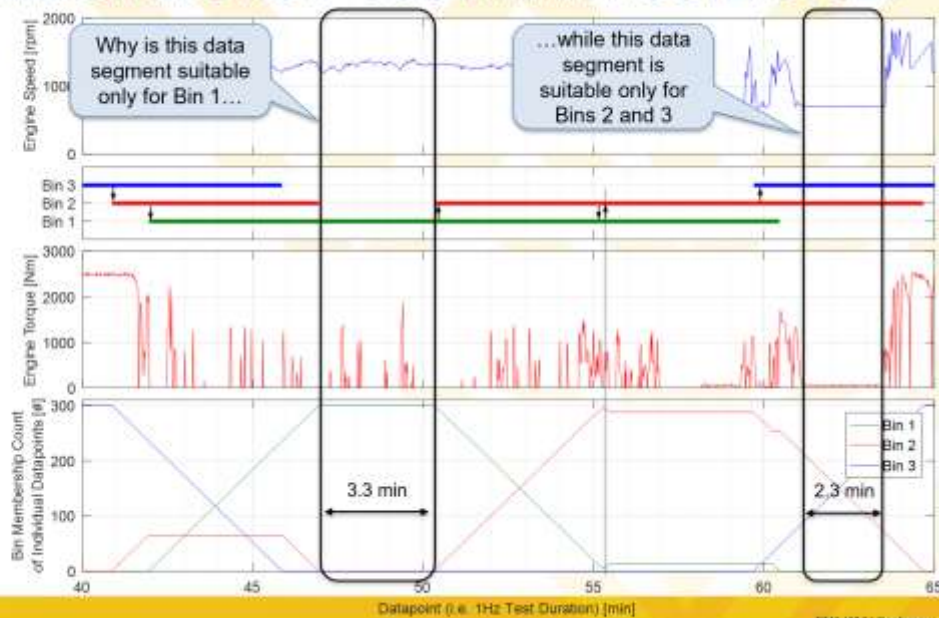 2000
1000
0
Engine Speed [rpm]
Why is this data
segment suitable
only for Bin 1…
…while this data
segment is
suitable only for
Bins 2 and 3
Bin 3
Bin 2
Bin 1
3000
2000
1000
0
Engine Torque [Nm]
300
200
100
0
Bin Membership Count
of Individual Datapoints [#]
Bin 1
Bin 2
Bin 3
3.3 min
2.3 min
40
45
50
55
60
65
Datapoint (i.e. 1Hz Test Duration) [min]